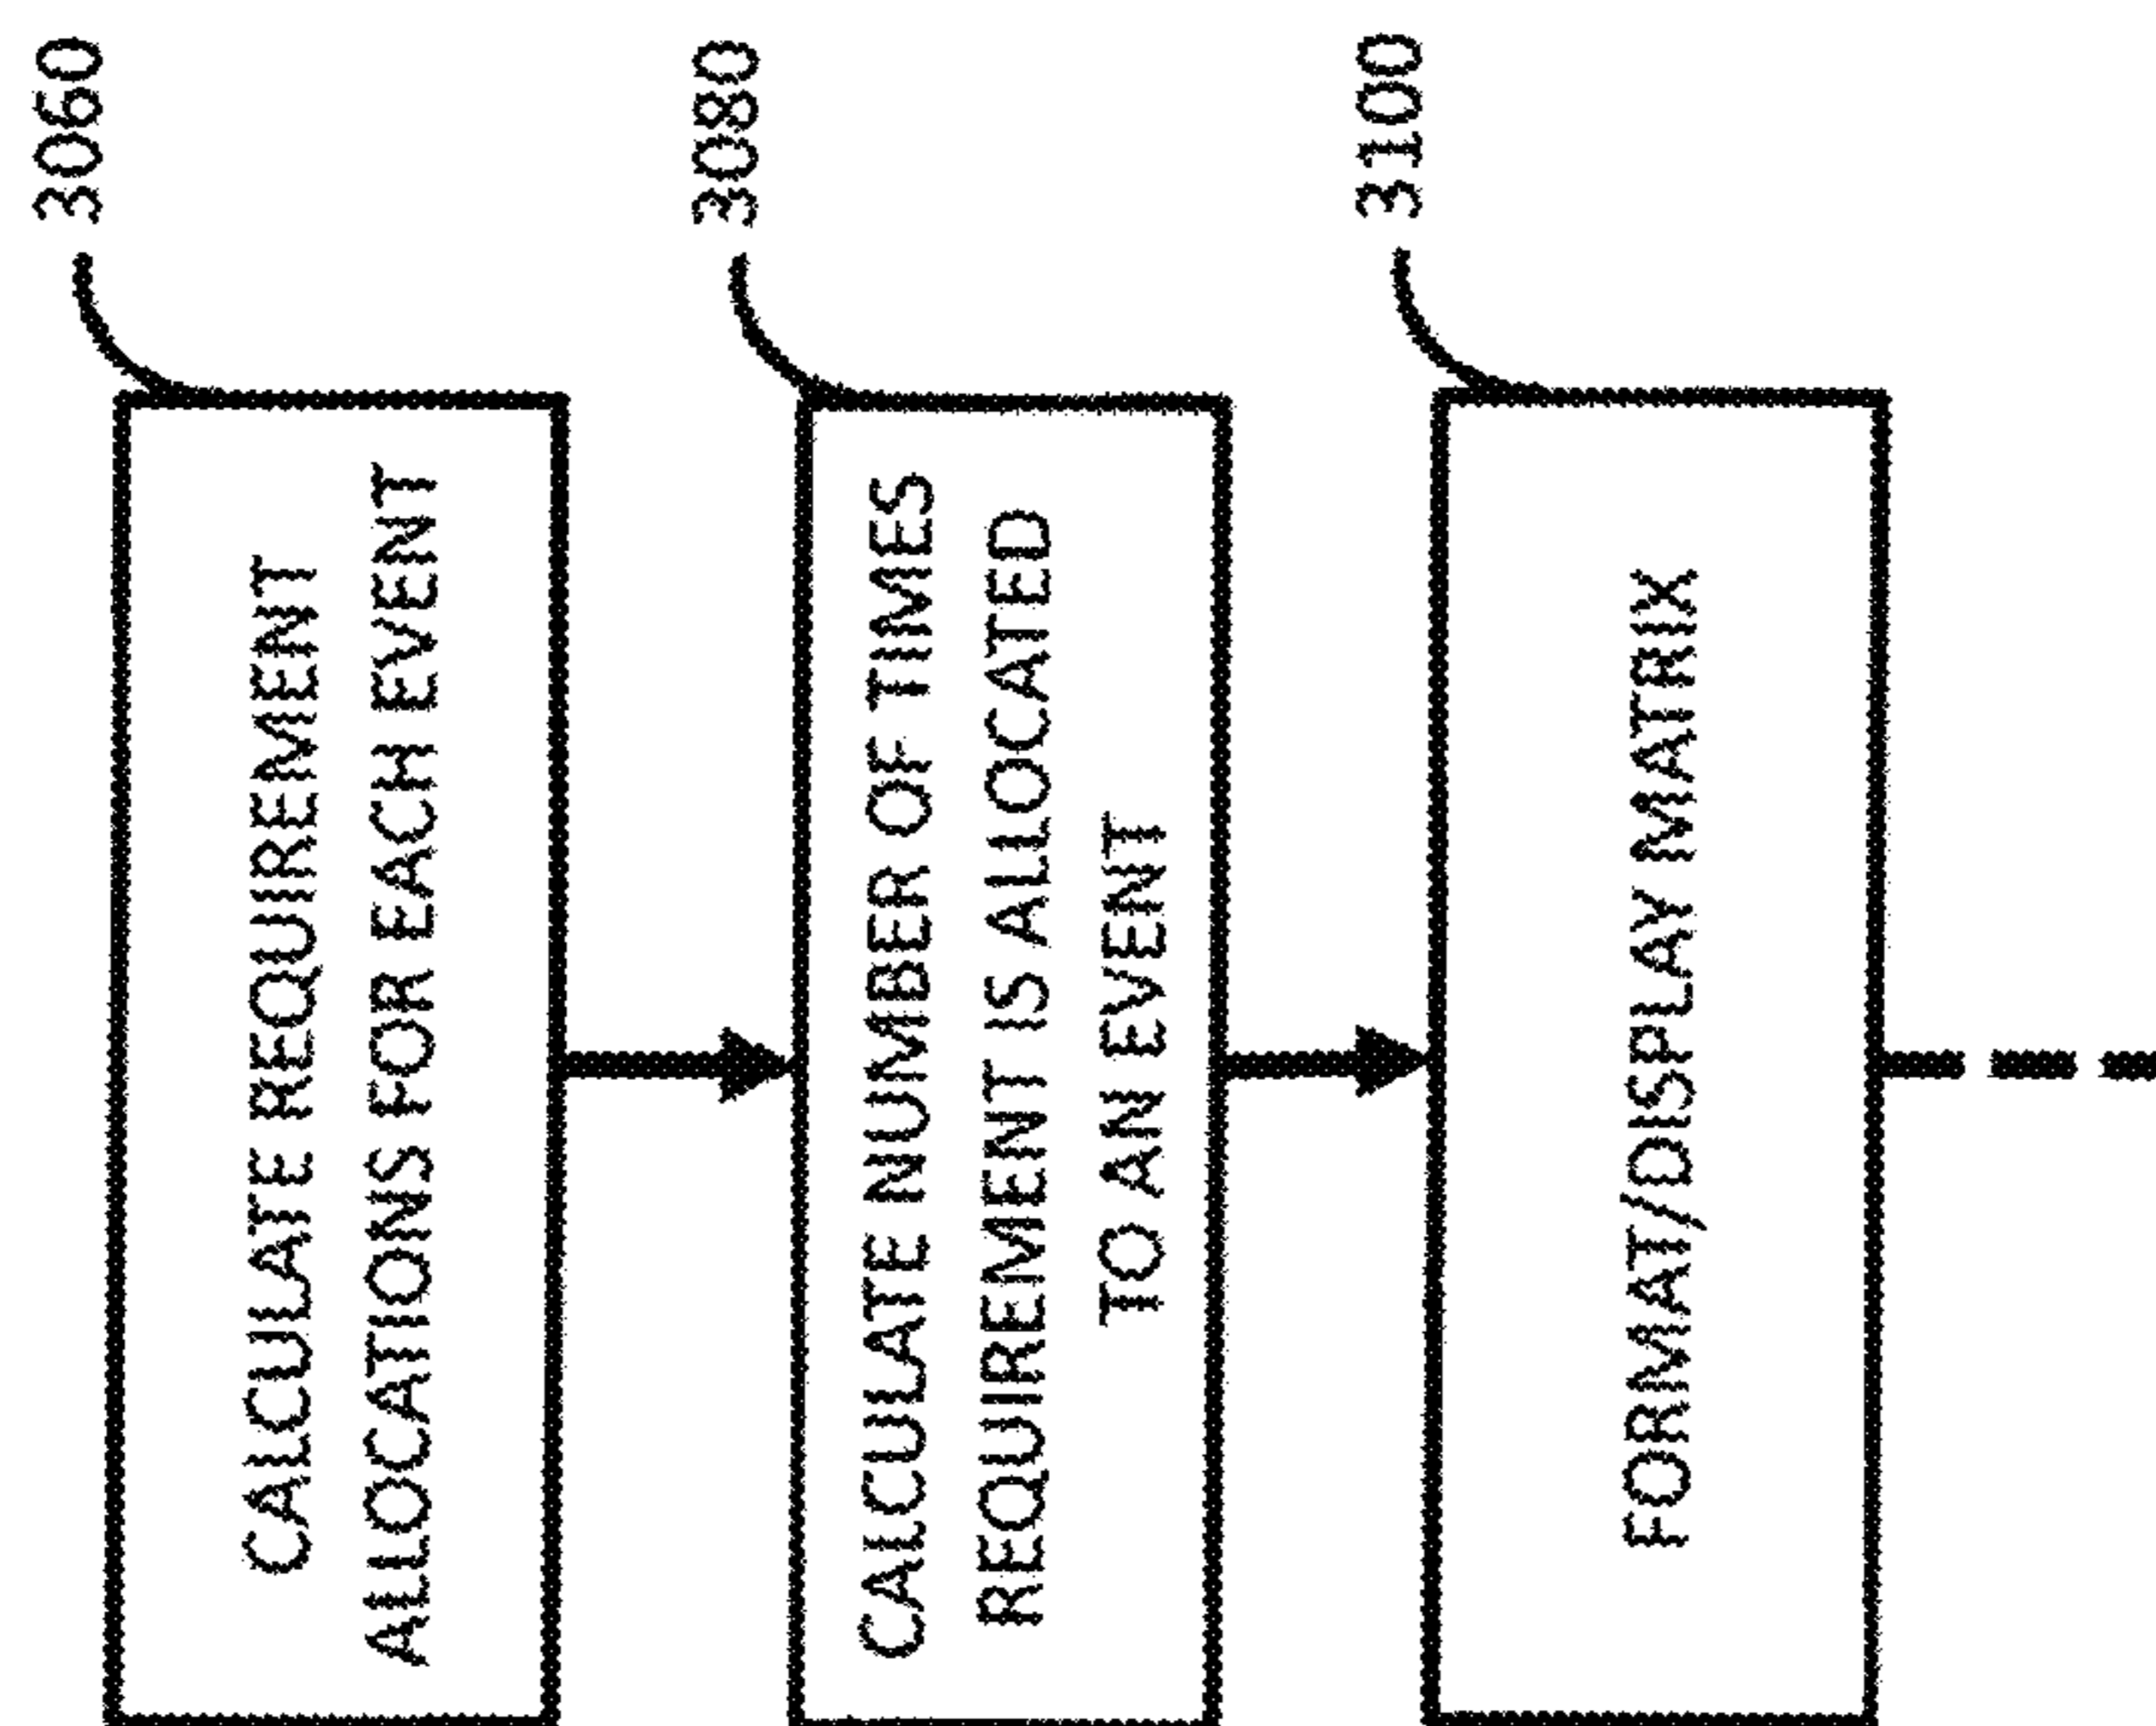 3060
CALCULATE REQUIREMENT
ALLOCATIONS FOR EACH EVENT
3080
CALCULATE NUMBER OF TIMES
REQUIREMENT IS ALLOCATED
TO AN EVENT
3100
FORMAT/DISPLAY MATRIX